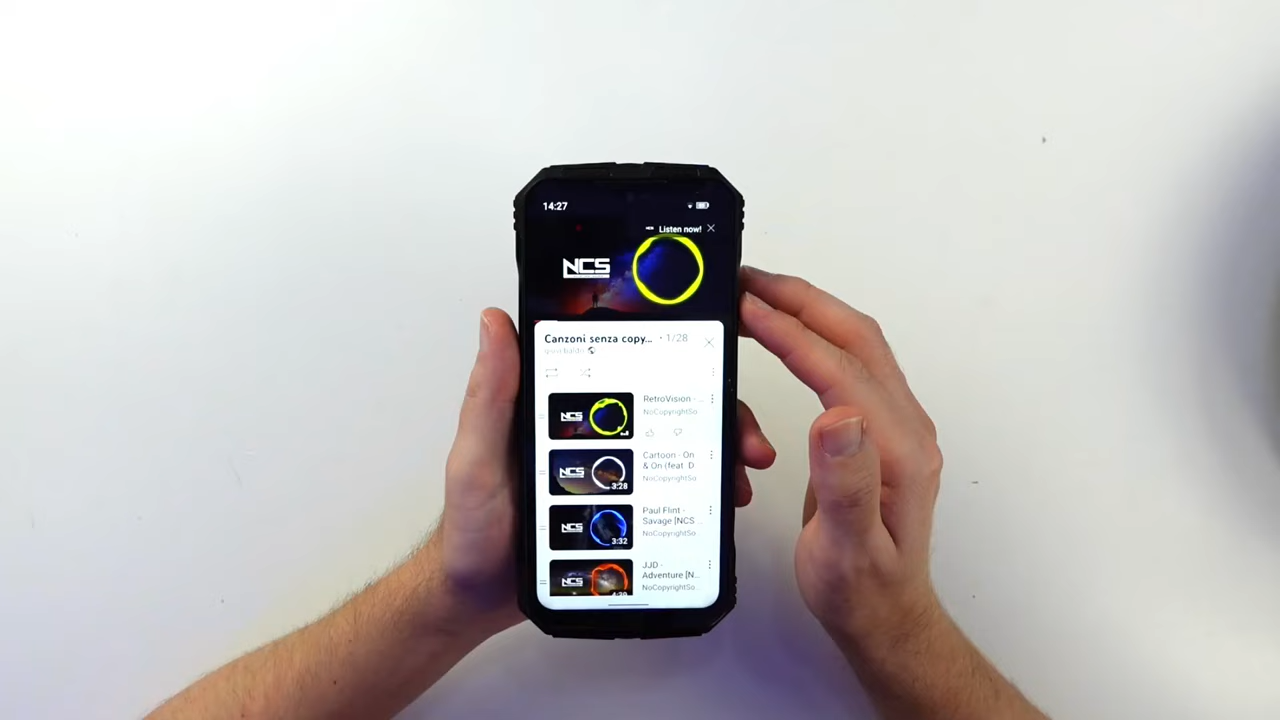 14:27
Listen now!
NCS
Canzoni senza copy... • 1/28
RetroVision - ...
NoCopyrightSo
NCS
Cartoon - On
& On (feat. D
NoCopyrightSo
NCS
3:28
Paul Flint -
Savage [NCS...
NoCopyrightSo...
NCS
3:32
JJD -
Adventure [N...
NoCopyrightSo...
NCS